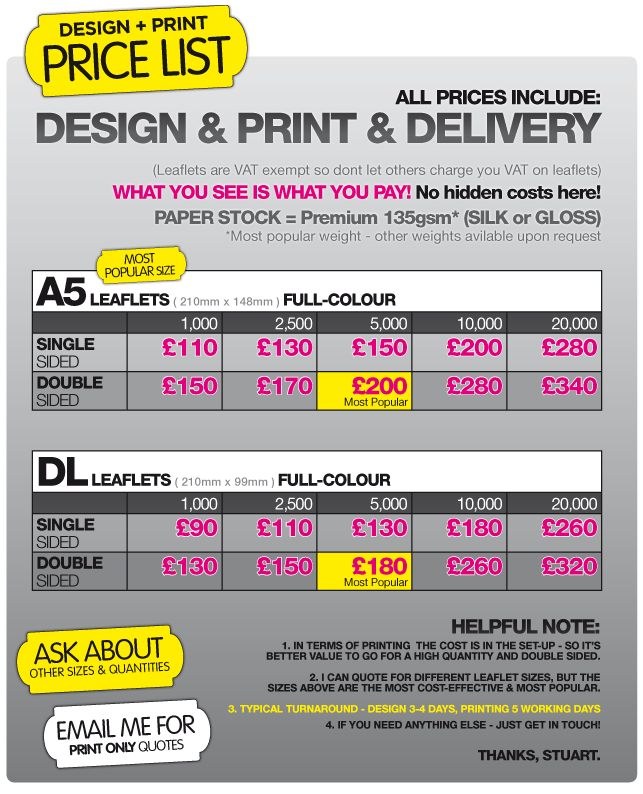 DESIGN + PRINT
PRICE LIST
ALL PRICES INCLUDE:
DESIGN & PRINT & DELIVERY
(Leaflets are VAT exempt so dont let others charge you VAT on leaflets)
WHAT YOU SEE IS WHAT YOU PAY! No hidden costs here!
PAPER STOCK = Premium 135gsm* (SILK or GLOSS)
*Most popular weight - other weights avilable upon request
MOST
POPULAR SIZE
A5 LEAFLETS ( 210mm x 148mm ) FULL-COLOUR
1,000 2,500 5,000 10,000 20,000
SINGLE
SIDED
£110 £130 £150 £200 £280
DOUBLE
SIDED
£150 £170 £200 £280 £340
Most Popular
DL LEAFLETS ( 210mm x 99mm ) FULL-COLOUR
1,000 2,500 5,000 10,000 20,000
SINGLE
SIDED
£90 £110 £130 £180 £260
DOUBLE
SIDED
£130 £150 £180 £260 £320
Most Popular
HELPFUL NOTE:
1. IN TERMS OF PRINTING THE COST IS IN THE SET-UP - SO IT'S
BETTER VALUE TO GO FOR A HIGH QUANTITY AND DOUBLE SIDED.
2. I CAN QUOTE FOR DIFFERENT LEAFLET SIZES, BUT THE
SIZES ABOVE ARE THE MOST COST-EFFECTIVE & MOST POPULAR.
3. TYPICAL TURNAROUND - DESIGN 3-4 DAYS, PRINTING 5 WORKING DAYS
4. IF YOU NEED ANYTHING ELSE - JUST GET IN TOUCH!
THANKS, STUART.
ASK ABOUT
OTHER SIZES & QUANTITIES
EMAIL ME FOR
PRINT ONLY QUOTES